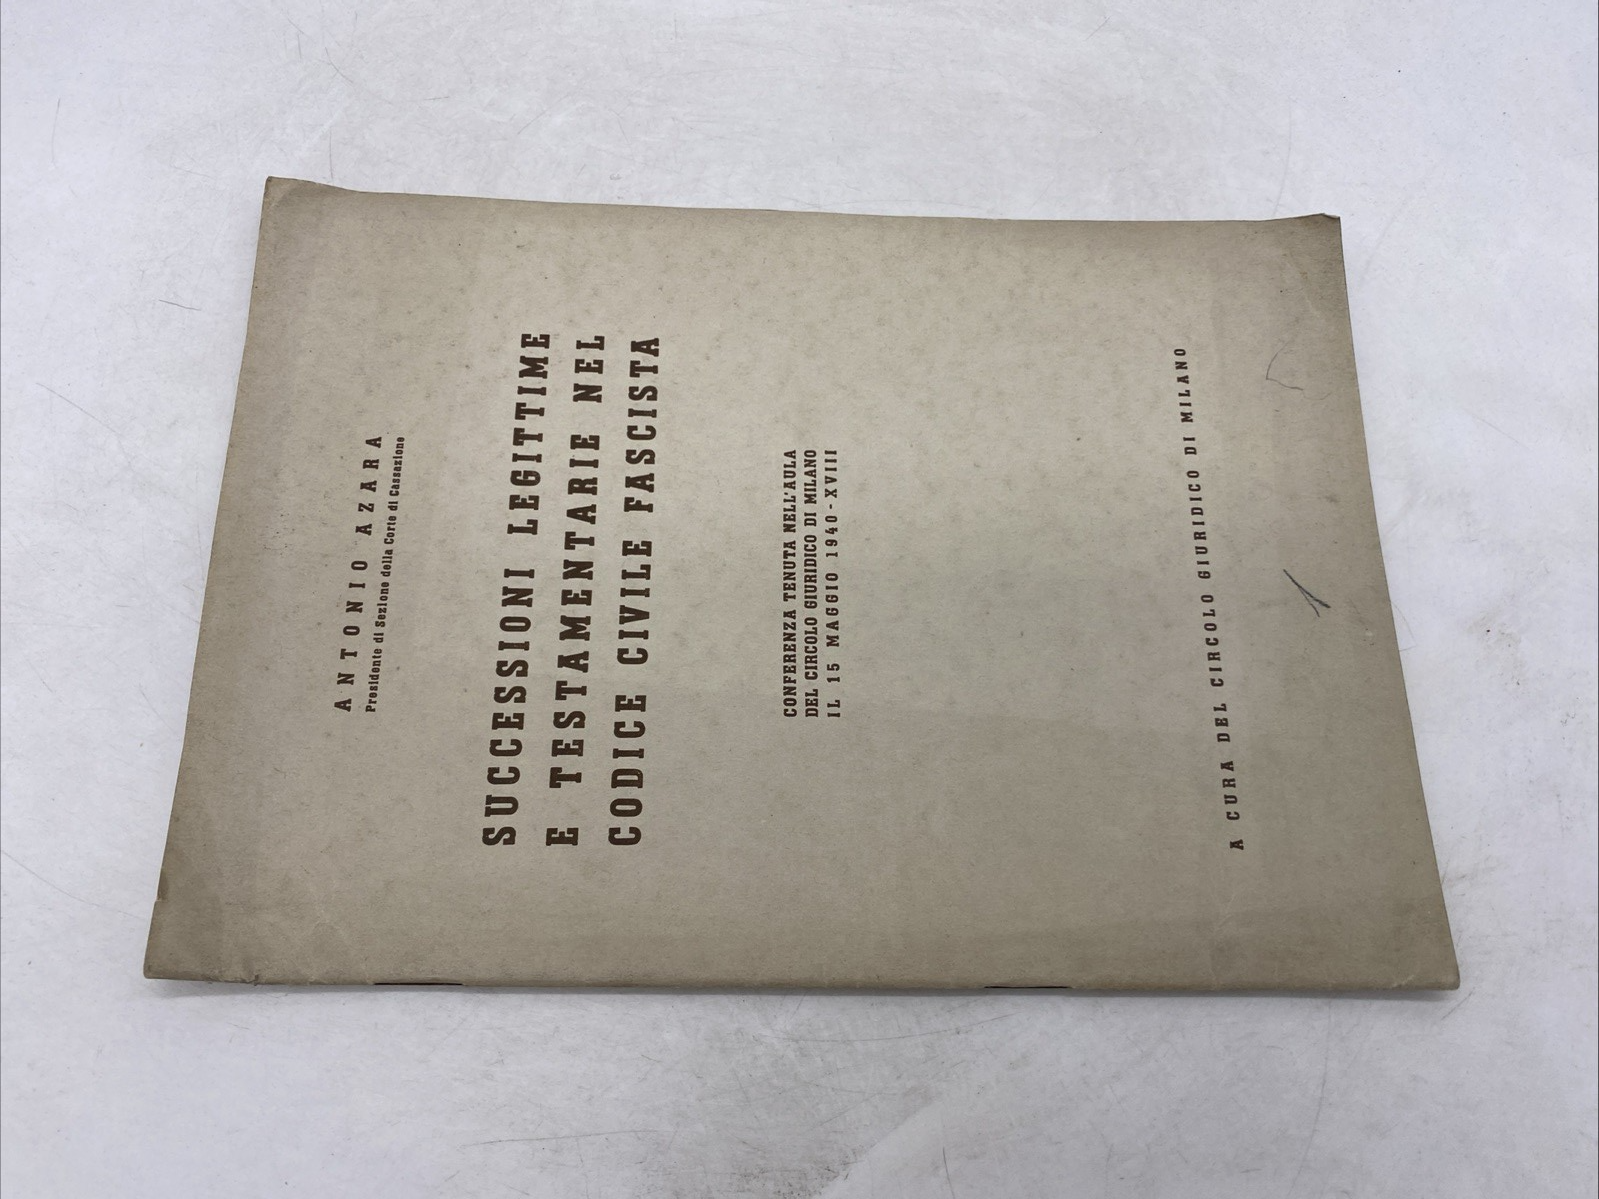 ANTONIO AZARA
Presidente di Sezione della Corte di Cassazione
SUCCESSIONI LEGITTIME
E TESTAMENTARIE NEL
CODICE CIVILE FASCISTA
CONFERENZA TENUTA NELL'AULA
DEL CIRCOLO GIURIDICO DI MILANO
IL 15 MAGGIO 1940-XVIII
A CURA DEL CIRCOLO GIURIDICO DI MILANO
1